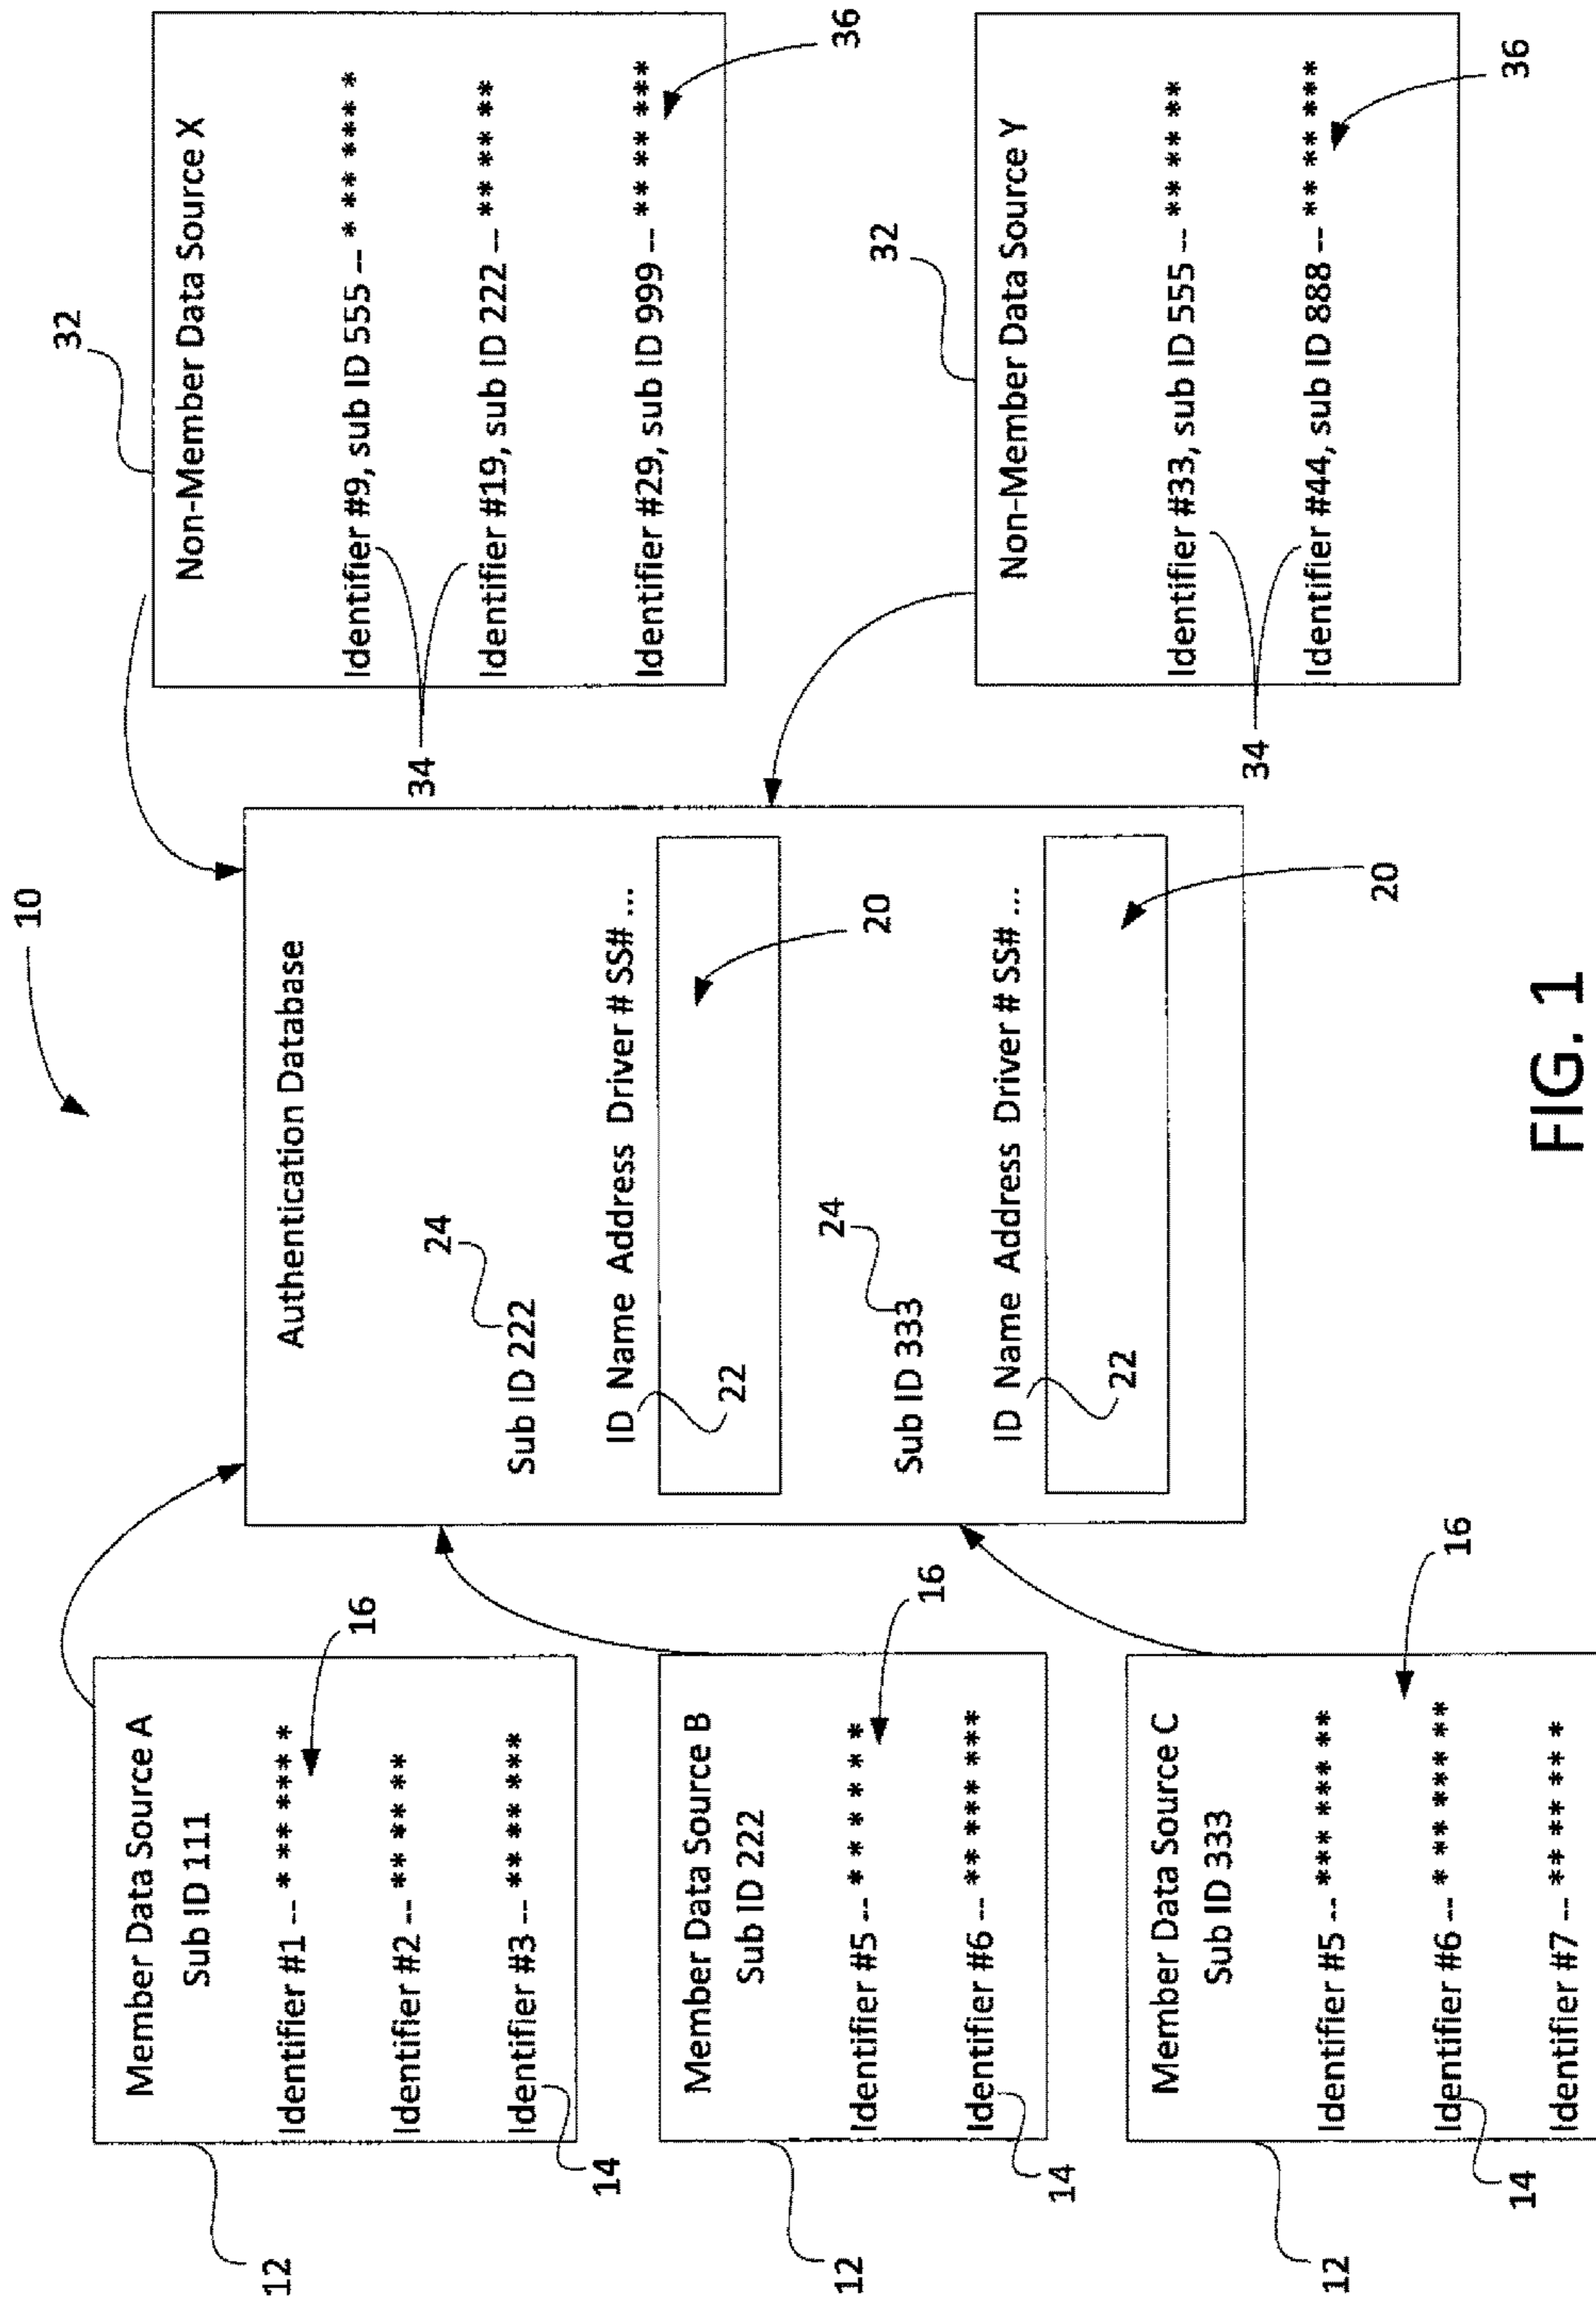 10
Member Data Source A
Sub ID 111
Identifier #1 -- * ** *** *
Identifier #2 -- ** ** **
Identifier #3 -- ** ** ***
16
14
12
Member Data Source B
Sub ID 222
Identifier #5 -- * * * * * *
Identifier #6 -- ** *** ***
16
14
12
Member Data Source C
Sub ID 333
Identifier #5 -- *** *** **
Identifier #6 -- * ** *** **
Identifier #7 -- ** ** ** *
16
14
12
Authentication Database
24
Sub ID 222
ID Name Address Driver # SS# ...
22
20
24
Sub ID 333
ID Name Address Driver # SS# ...
22
20
32
Non-Member Data Source X
Identifier #9, sub ID 555 -- * ** *** *
Identifier #19, sub ID 222 -- ** ** **
Identifier #29, sub ID 999 -- ** ** ***
34
36
32
Non-Member Data Source Y
Identifier #33, sub ID 555 -- ** ** **
Identifier #44, sub ID 888 -- ** ** ***
34
36
FIG. 1